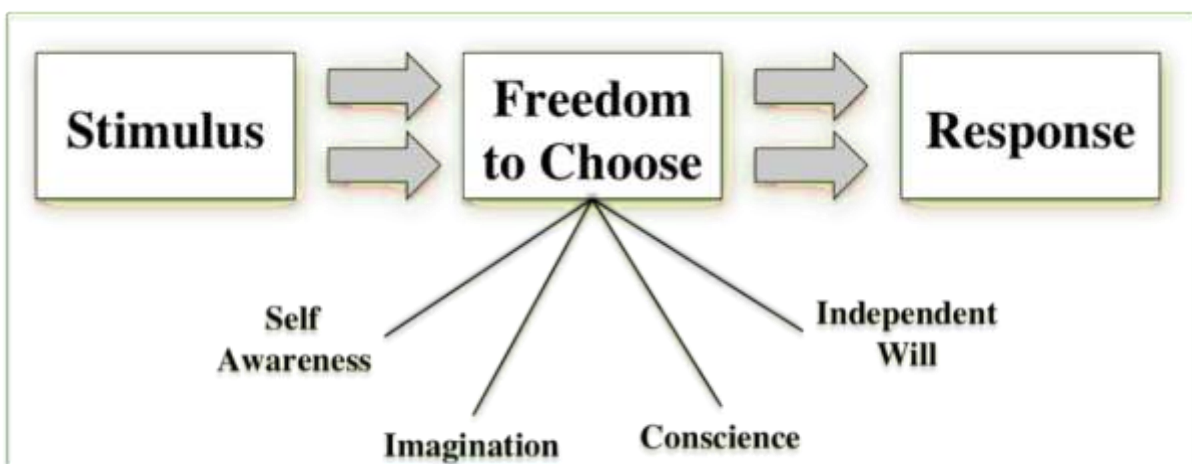 Stimulus
Freedom
to Choose
Response
Self
Awareness
Imagination
Conscience
Independent
Will